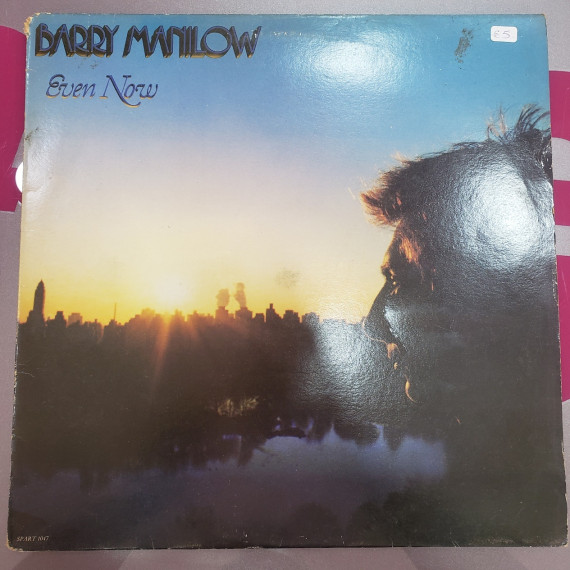 BARRY MANILOW
£5
Even Now
SPART 1047